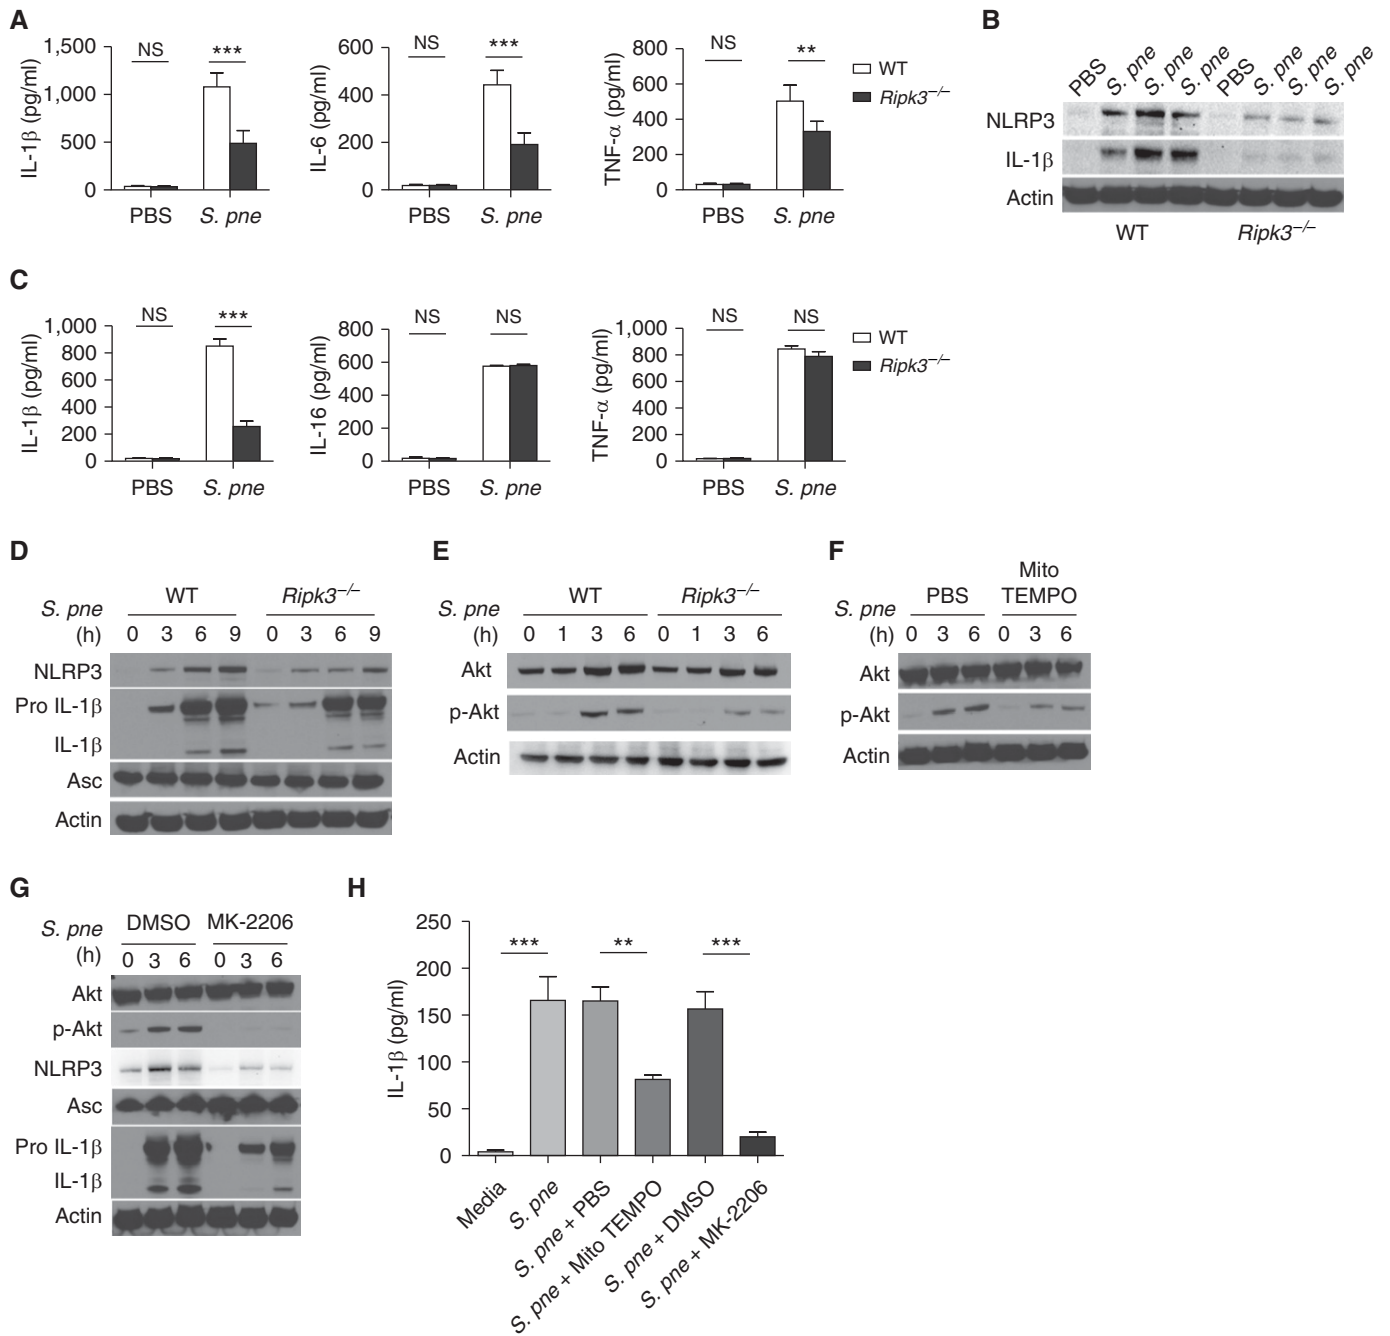 A
NS
***
1,500
1,000
500
0
IL-1β (pg/ml)
PBS
S. pne
NS
***
600
400
200
0
IL-6 (pg/ml)
PBS
S. pne
NS
**
800
600
400
200
0
TNF-α (pg/ml)
PBS
S. pne
WT
Ripk3−/−
B
PBS S. pne S. pne S. pne PBS S. pne S. pne S. pne
NLRP3
IL-1β
Actin
WT Ripk3−/−
C
NS
***
1,000
800
600
400
200
0
IL-1β (pg/ml)
PBS
S. pne
NS
NS
800
600
400
200
0
IL-16 (pg/ml)
PBS
S. pne
NS
NS
1,000
800
600
400
200
0
TNF-α (pg/ml)
PBS
S. pne
WT
Ripk3−/−
D
WT Ripk3−/−
S. pne
(h) 0 3 6 9 0 3 6 9
NLRP3
Pro IL-1β
IL-1β
Asc
Actin
E
WT Ripk3−/−
S. pne
(h) 0 1 3 6 0 1 3 6
Akt
p-Akt
Actin
F
Mito
PBS TEMPO
S. pne
(h) 0 3 6 0 3 6
Akt
p-Akt
Actin
G
DMSO MK-2206
S. pne
(h) 0 3 6 0 3 6
Akt
p-Akt
NLRP3
Asc
Pro IL-1β
IL-1β
Actin
H
250
200
150
100
50
0
IL-1β (pg/ml)
***
**
***
Media
S. pne
S. pne + PBS
S. pne + Mito TEMPO
S. pne + DMSO
S. pne + MK-2206